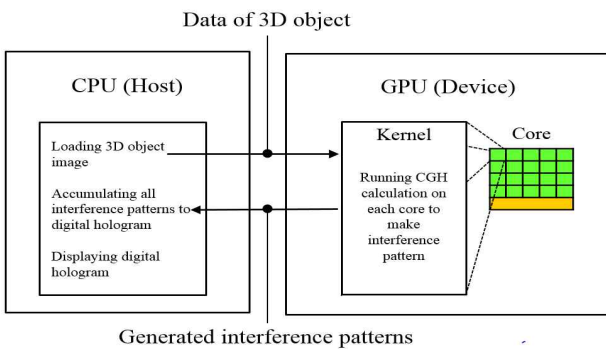 Data of 3D object
CPU (Host)
GPU (Device)
Loading 3D object
image
Accumulating all
interference patterns to
digital hologram
Displaying digital
hologram
Kernel
Running CGH
calculation on
each core to
make
interference
pattern
Core
Generated interference patterns